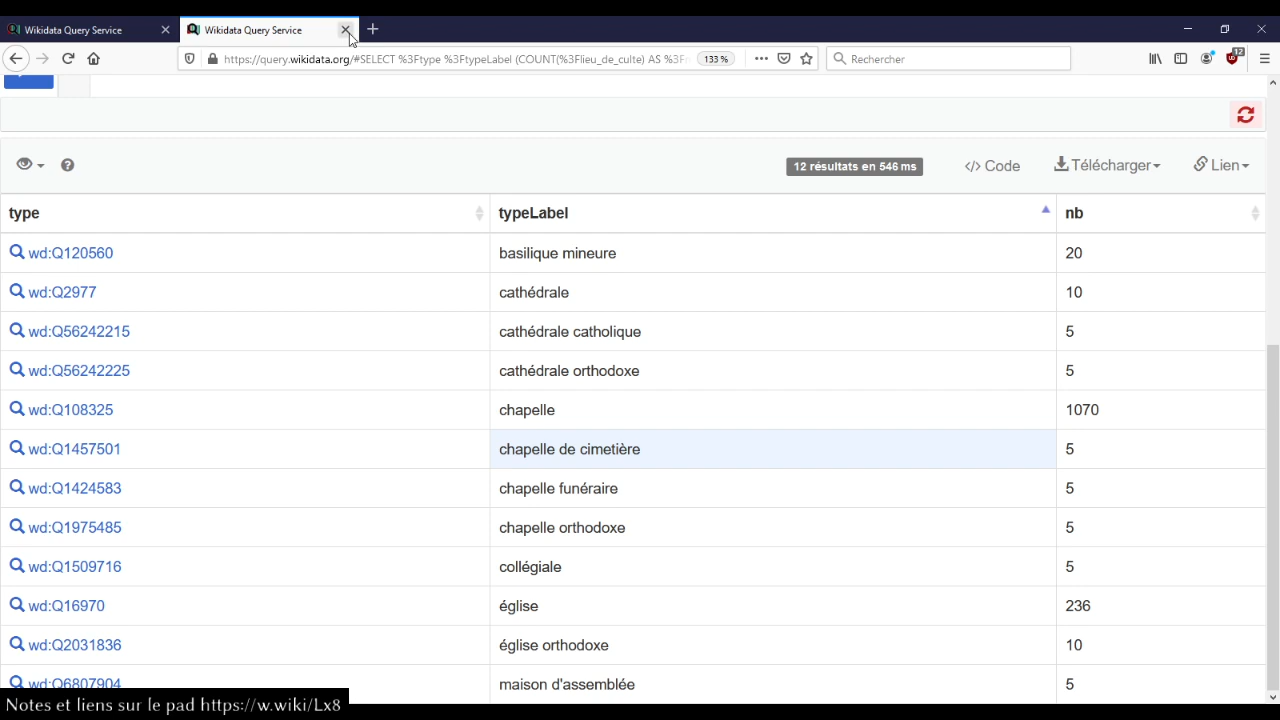 Wikidata Query Service
Wikidata Query Service
https://query.wikidata.org/#SELECT %3Ftype %3FtypeLabel (COUNT(%3Flieu_de_culte) AS %3F
133 %
Rechercher
12
12 résultats en 546 ms
</> Code
Télécharger
Lien
type typeLabel nb
wd:Q120560 basilique mineure 20
wd:Q2977 cathédrale 10
wd:Q56242215 cathédrale catholique 5
wd:Q56242225 cathédrale orthodoxe 5
wd:Q108325 chapelle 1070
wd:Q1457501 chapelle de cimetière 5
wd:Q1424583 chapelle funéraire 5
wd:Q1975485 chapelle orthodoxe 5
wd:Q1509716 collégiale 5
wd:Q16970 église 236
wd:Q2031836 église orthodoxe 10
wd:Q6807904 maison d'assemblée 5
Notes et liens sur le pad https://w.wiki/Lx8